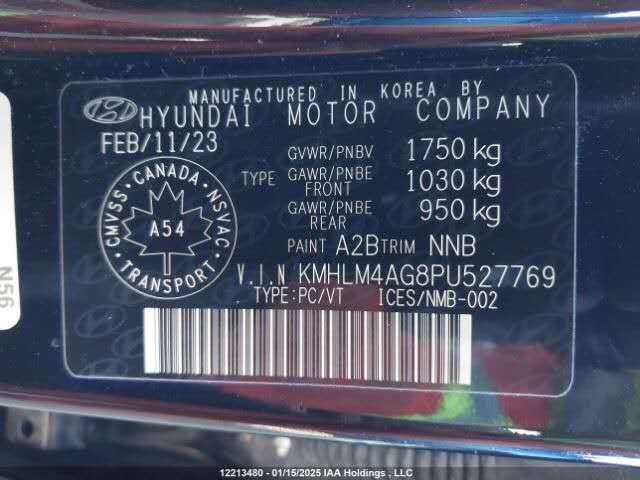 MANUFACTURED IN KOREA BY
HYUNDAI MOTOR COMPANY
FEB/11/23
GVWR/PNBV 1750 kg
TYPE GAWR/PNBE FRONT 1030 kg
GAWR/PNBE REAR 950 kg
PAINT A2B TRIM NNB
CANADA
CMVSS A54 NSVAC
TRANSPORT
V.I.N KMHLM4AG8PU527769
TYPE:PC/VT ICES/NMB-002
N56
12213480 - 01/15/2025 IAA Holdings , LLC